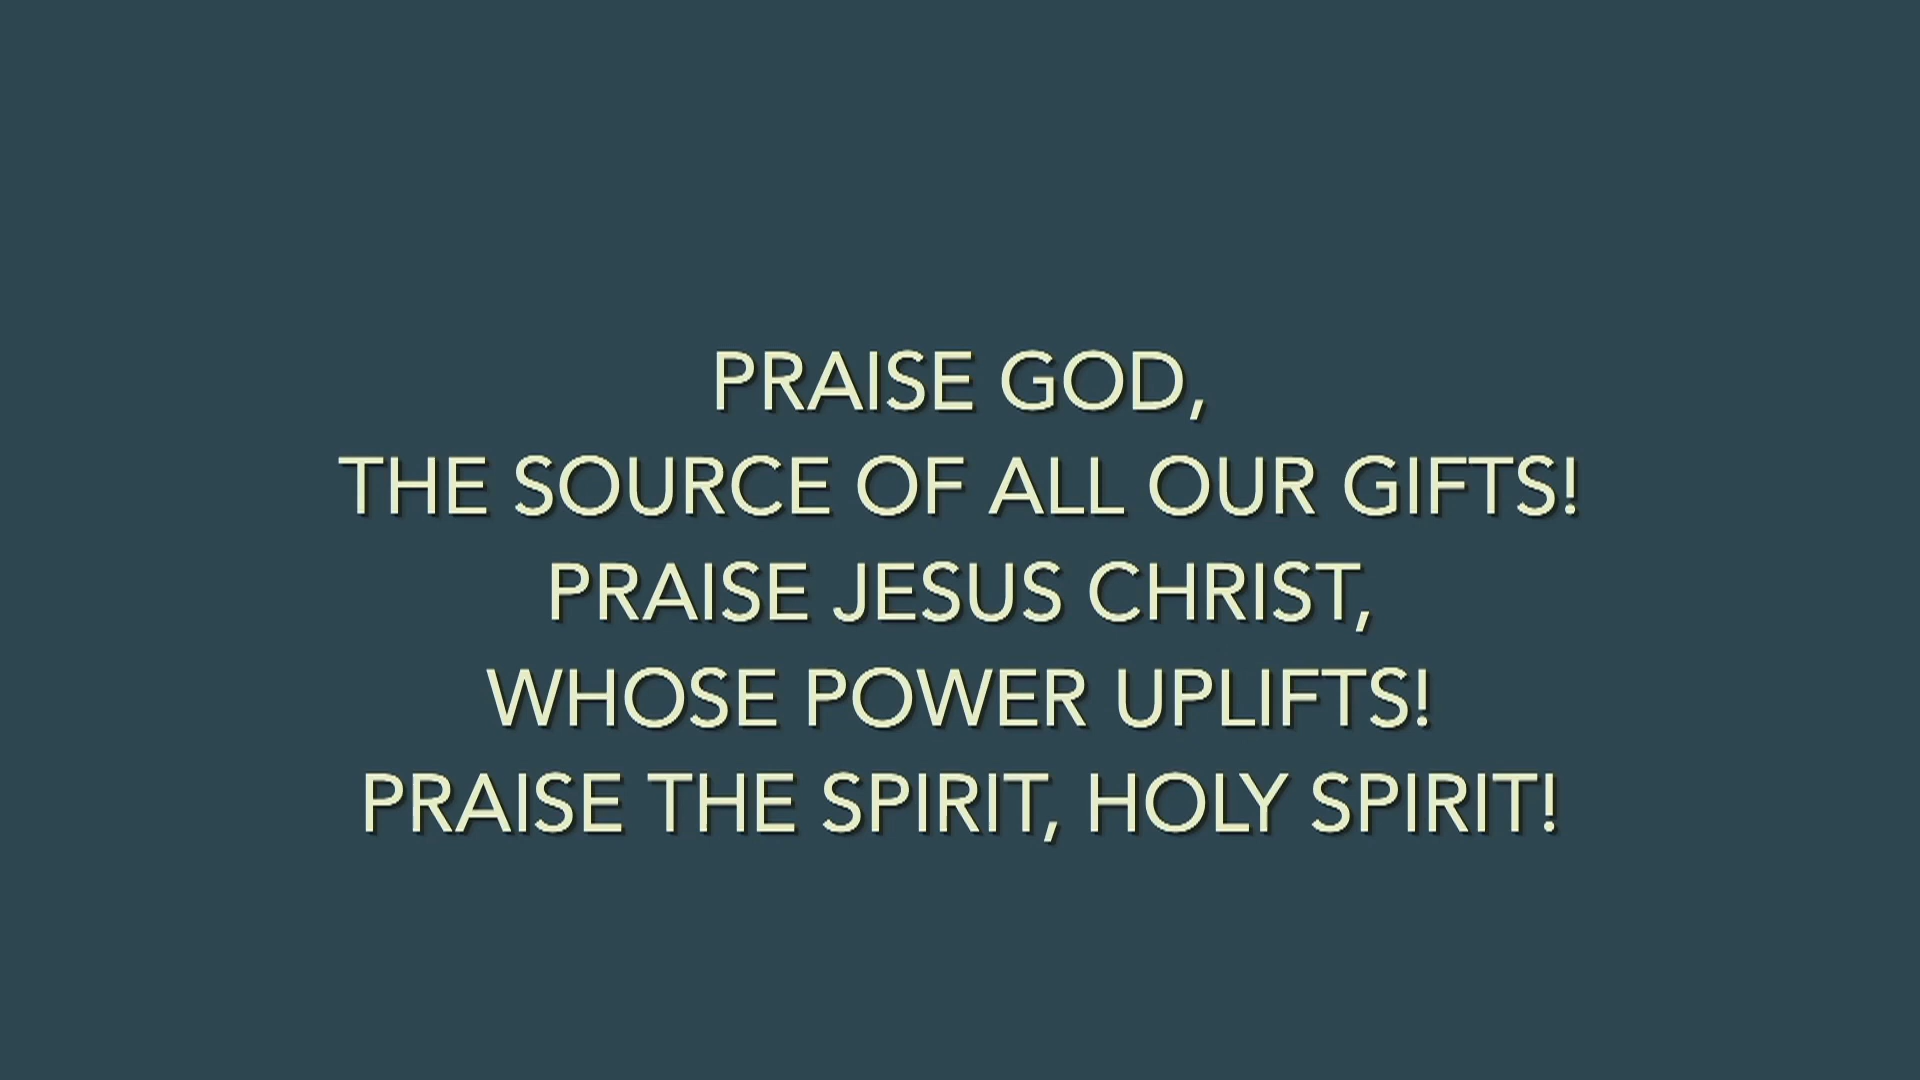 PRAISE GOD,
THE SOURCE OF ALL OUR GIFTS!
PRAISE JESUS CHRIST,
WHOSE POWER UPLIFTS!
PRAISE THE SPIRIT, HOLY SPIRIT!